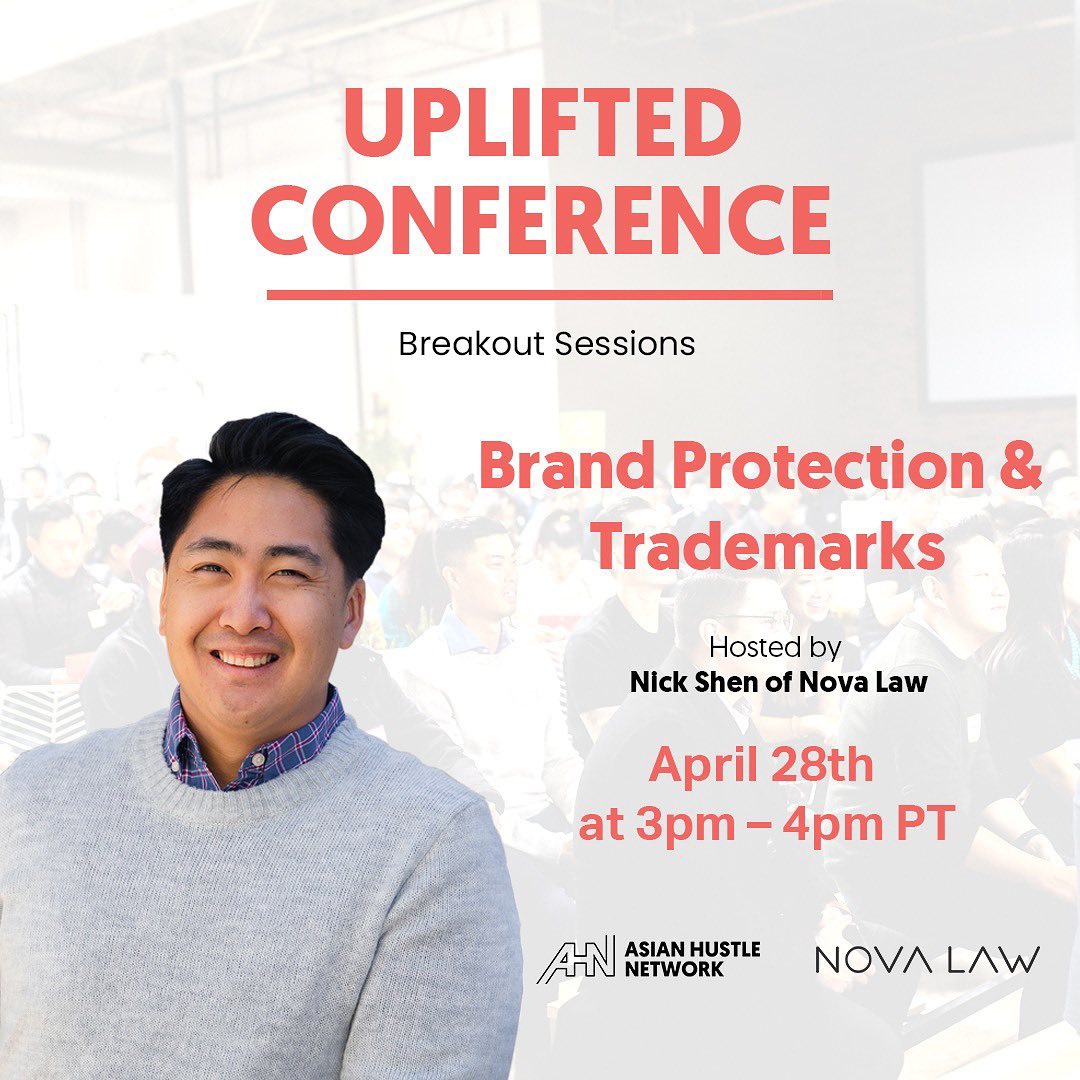 UPLIFTED
CONFERENCE
Breakout Sessions
Brand Protection &
Trademarks
Hosted by
Nick Shen of Nova Law
April 28th
at 3pm – 4pm PT
AHN
ASIAN HUSTLE
NETWORK
NOVA LAW